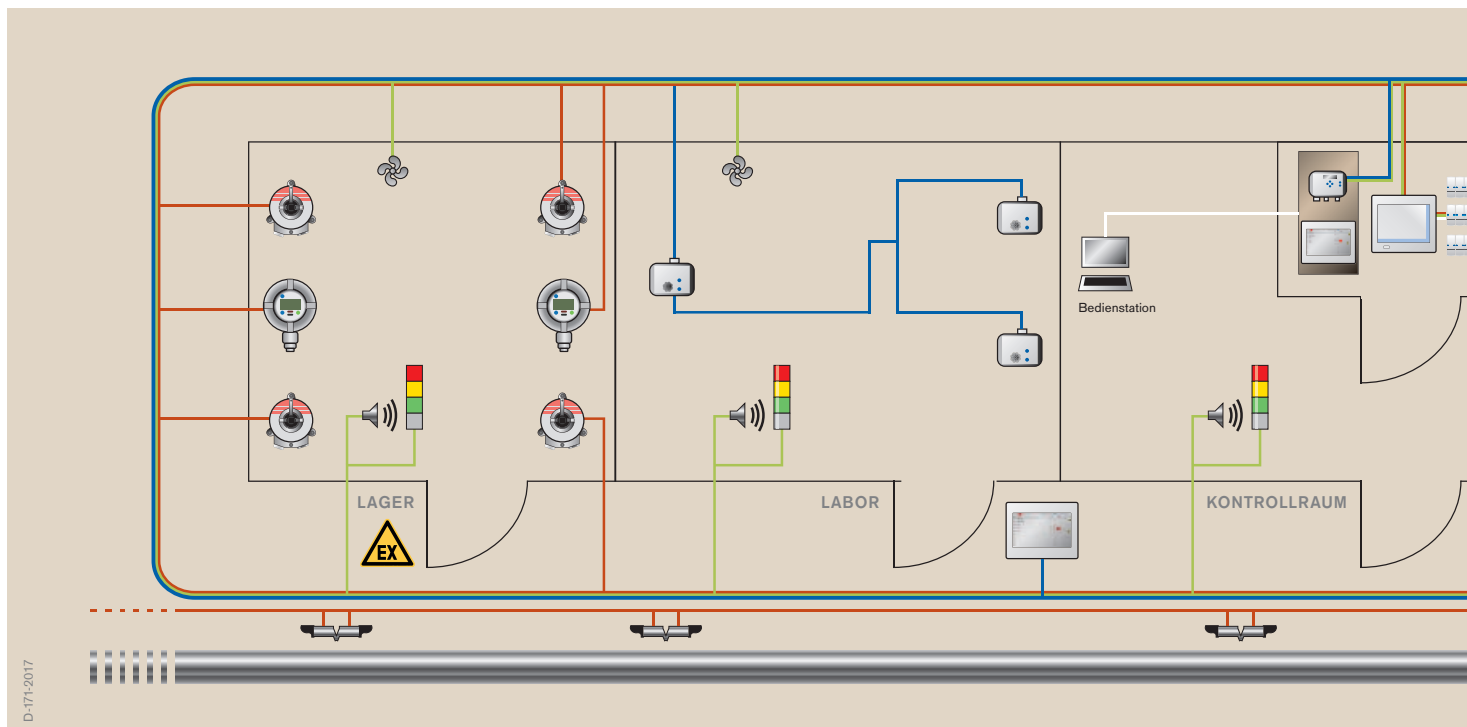 Bedienstation
LAGER
LABOR
KONTROLLRAUM
EX
D-171-2017